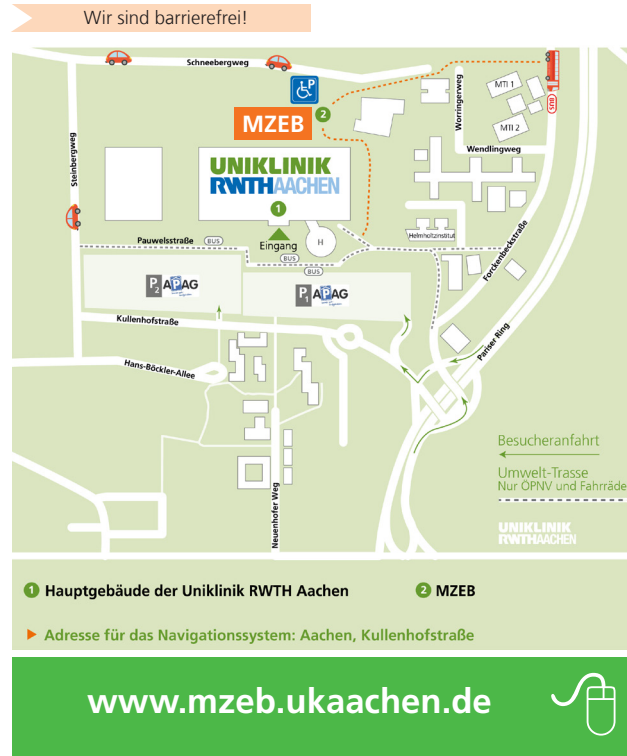 Wir sind barrierefrei!
Schneebergweg
P
MZEB
2
Worringerweg
MTI 1
BUS
MTI 2
Wendlingweg
Steinbergweg
UNIKLINIK
RWTHAACHEN
1
Pauwelsstraße
BUS
Eingang
H
Helmholtzinstitut
BUS
BUS
Forckenbeckstraße
P2 APAG
P1 APAG
Kullenhofstraße
Pariser Ring
Hans-Böckler-Allee
Neuenhofer Weg
Besucheranfahrt
Umwelt-Trasse
Nur ÖPNV und Fahrräde
UNIKLINIK
RWTHAACHEN
1 Hauptgebäude der Uniklinik RWTH Aachen
2 MZEB
Adresse für das Navigationssystem: Aachen, Kullenhofstraße
www.mzeb.ukaachen.de